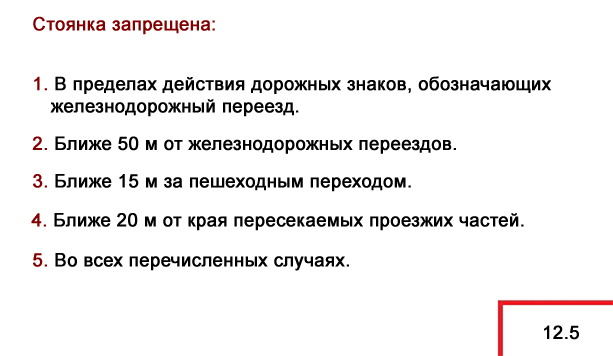 Стоянка запрещена:
1. В пределах действия дорожных знаков, обозначающих
железнодорожный переезд.
2. Ближе 50 м от железнодорожных переездов.
3. Ближе 15 м за пешеходным переходом.
4. Ближе 20 м от края пересекаемых проезжих частей.
5. Во всех перечисленных случаях.
12.5